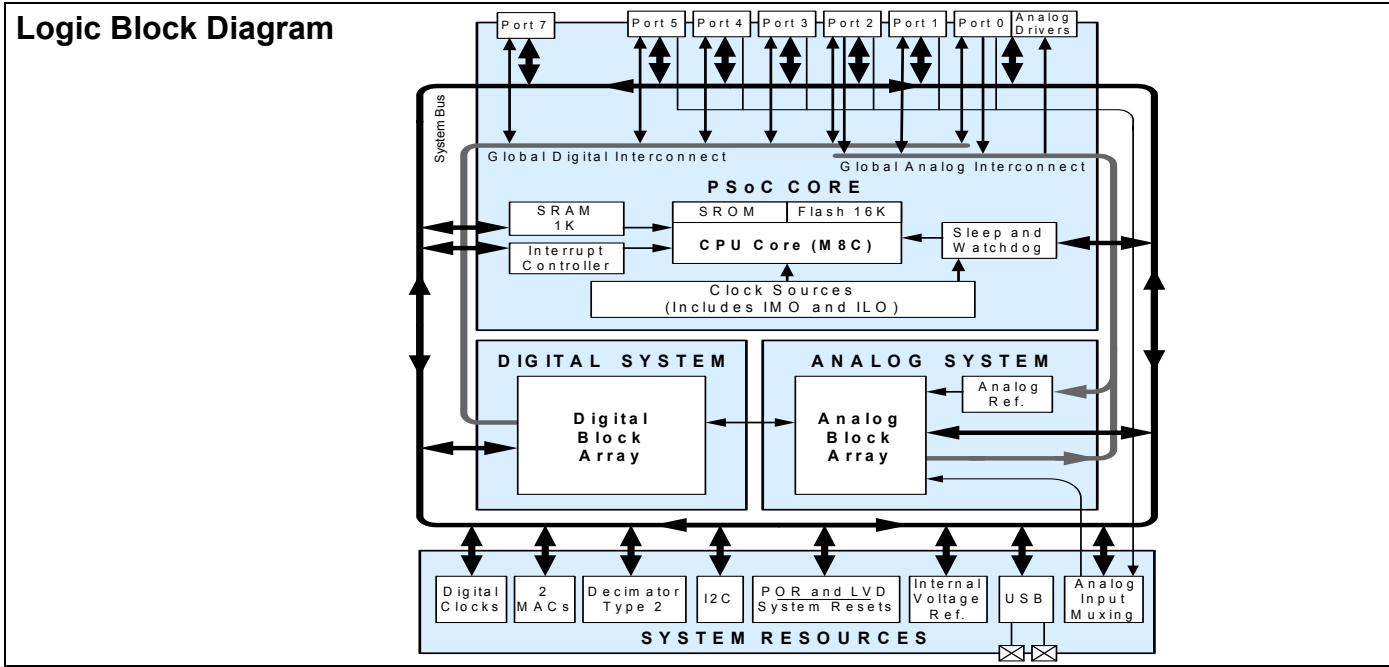 Logic Block Diagram
Port 7
Port 5
Port 4
Port 3
Port 2
Port 1
Port 0
Analog
Drivers
System Bus
Global Digital Interconnect
Global Analog Interconnect
PSoC CORE
SRAM
1K
SROM
Flash 16K
CPU Core (M8C)
Interrupt
Controller
Sleep and
Watchdog
Clock Sources
(Includes IMO and ILO)
DIGITAL SYSTEM
ANALOG SYSTEM
Digital
Block
Array
Analog
Block
Array
Analog
Ref.
Digital
Clocks
2
MACs
Decimator
Type 2
I2C
POR and LVD
System Resets
Internal
Voltage
Ref.
USB
Analog
Input
Muxing
SYSTEM RESOURCES